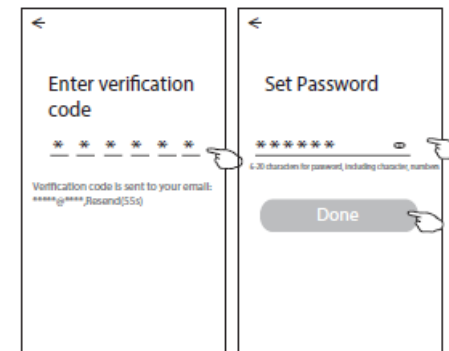 Enter verification
code
* * * * * *
Verification code is sent to your email:
*****@****,Resend(55s)
Set Password
******
6-20 characters for password, including character, numbers
Done